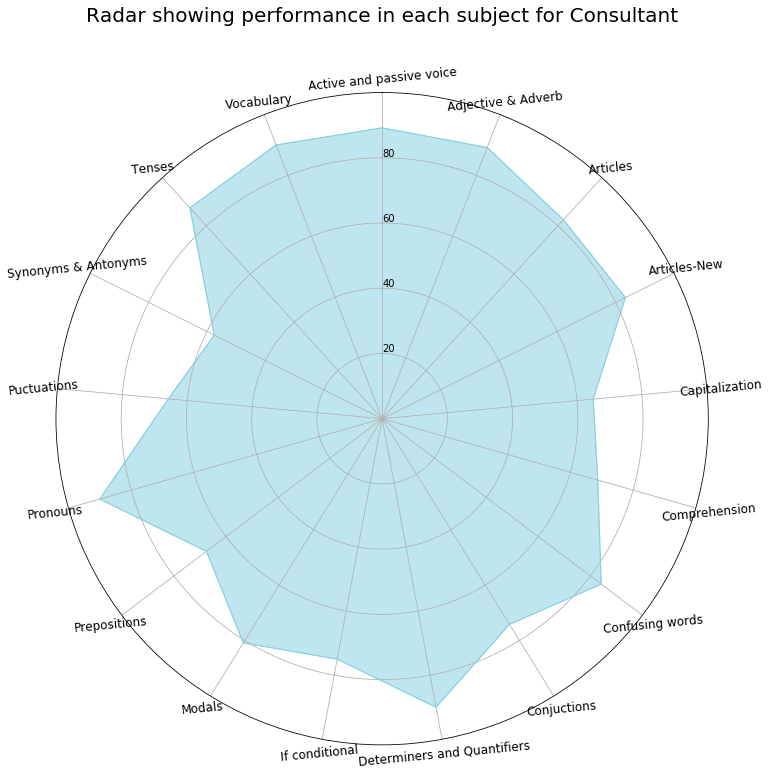 Radar showing performance in each subject for Consultant
Active and passive voice
Adjective & Adverb
Articles
Articles-New
Capitalization
Comprehension
Confusing words
Conjuctions
Determiners and Quantifiers
If conditional
Modals
Prepositions
Pronouns
Puctuations
Synonyms & Antonyms
Tenses
Vocabulary
80
60
40
20